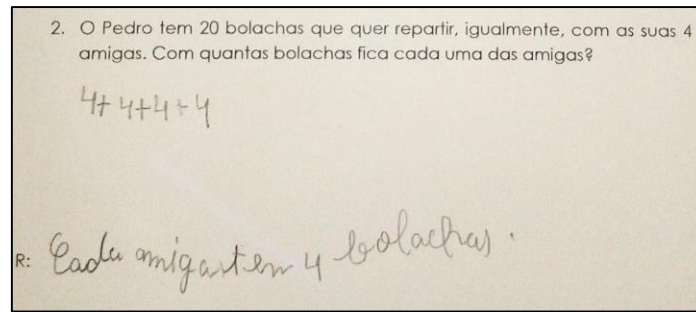 2. O Pedro tem 20 bolachas que quer repartir, igualmente, com as suas 4
amigas. Com quantas bolachas fica cada uma das amigas?
4+4+4+4
R: Cada amigas tem 4 bolachas.